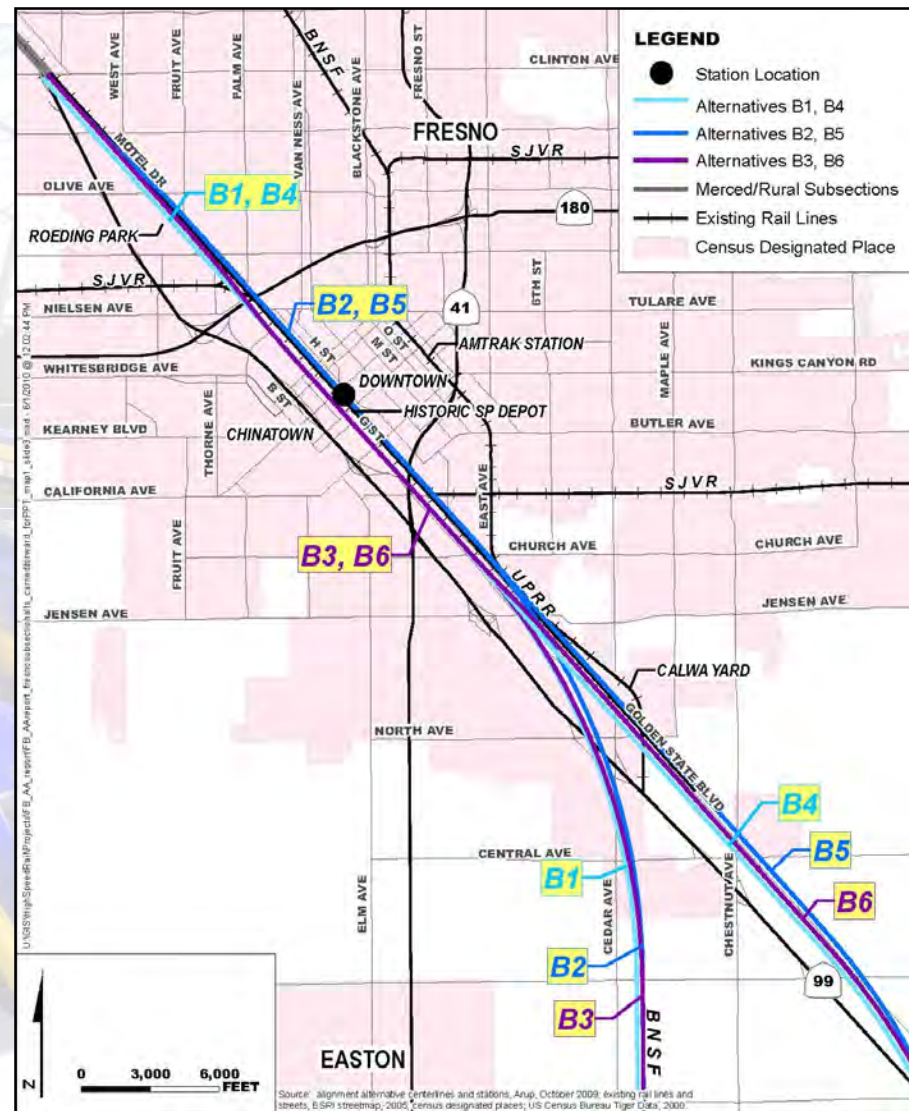 WEST AVE
FRUIT AVE
PALM AVE
VAN NESS AVE
BNSF
BLACKSTONE AVE
FRESNO ST
CLINTON AVE
LEGEND
Station Location
Alternatives B1, B4
Alternatives B2, B5
Alternatives B3, B6
Merced/Rural Subsections
Existing Rail Lines
Census Designated Place
FRESNO
SJVR
MOTEL DR
OLIVE AVE
B1, B4
180
ROEDING PARK
SJVR
NIELSEN AVE
B2, B5
41
6TH ST
TULARE AVE
O ST
M ST
H ST
AMTRAK STATION
MAPLE AVE
KINGS CANYON RD
WHITESBRIDGE AVE
DOWNTOWN
B ST
HISTORIC SP DEPOT
G ST
BUTLER AVE
KEARNEY BLVD
THORNE AVE
CHINATOWN
CALIFORNIA AVE
EAST AVE
SJVR
B3, B6
FRUIT AVE
CHURCH AVE
CHURCH AVE
UPRR
JENSEN AVE
JENSEN AVE
CALWA YARD
NORTH AVE
GOLDEN STATE BLVD
B4
CENTRAL AVE
B5
B1
ELM AVE
CEDAR AVE
CHESTNUT AVE
B6
B2
99
B3
BNSF
N
0 3,000 6,000
FEET
EASTON
Source: alignment alternative centerlines and stations, Arup, October 2009; existing rail lines and
streets, ESRI streetmap, 2005; census designated places; US Census Bureau Tiger Data, 2000